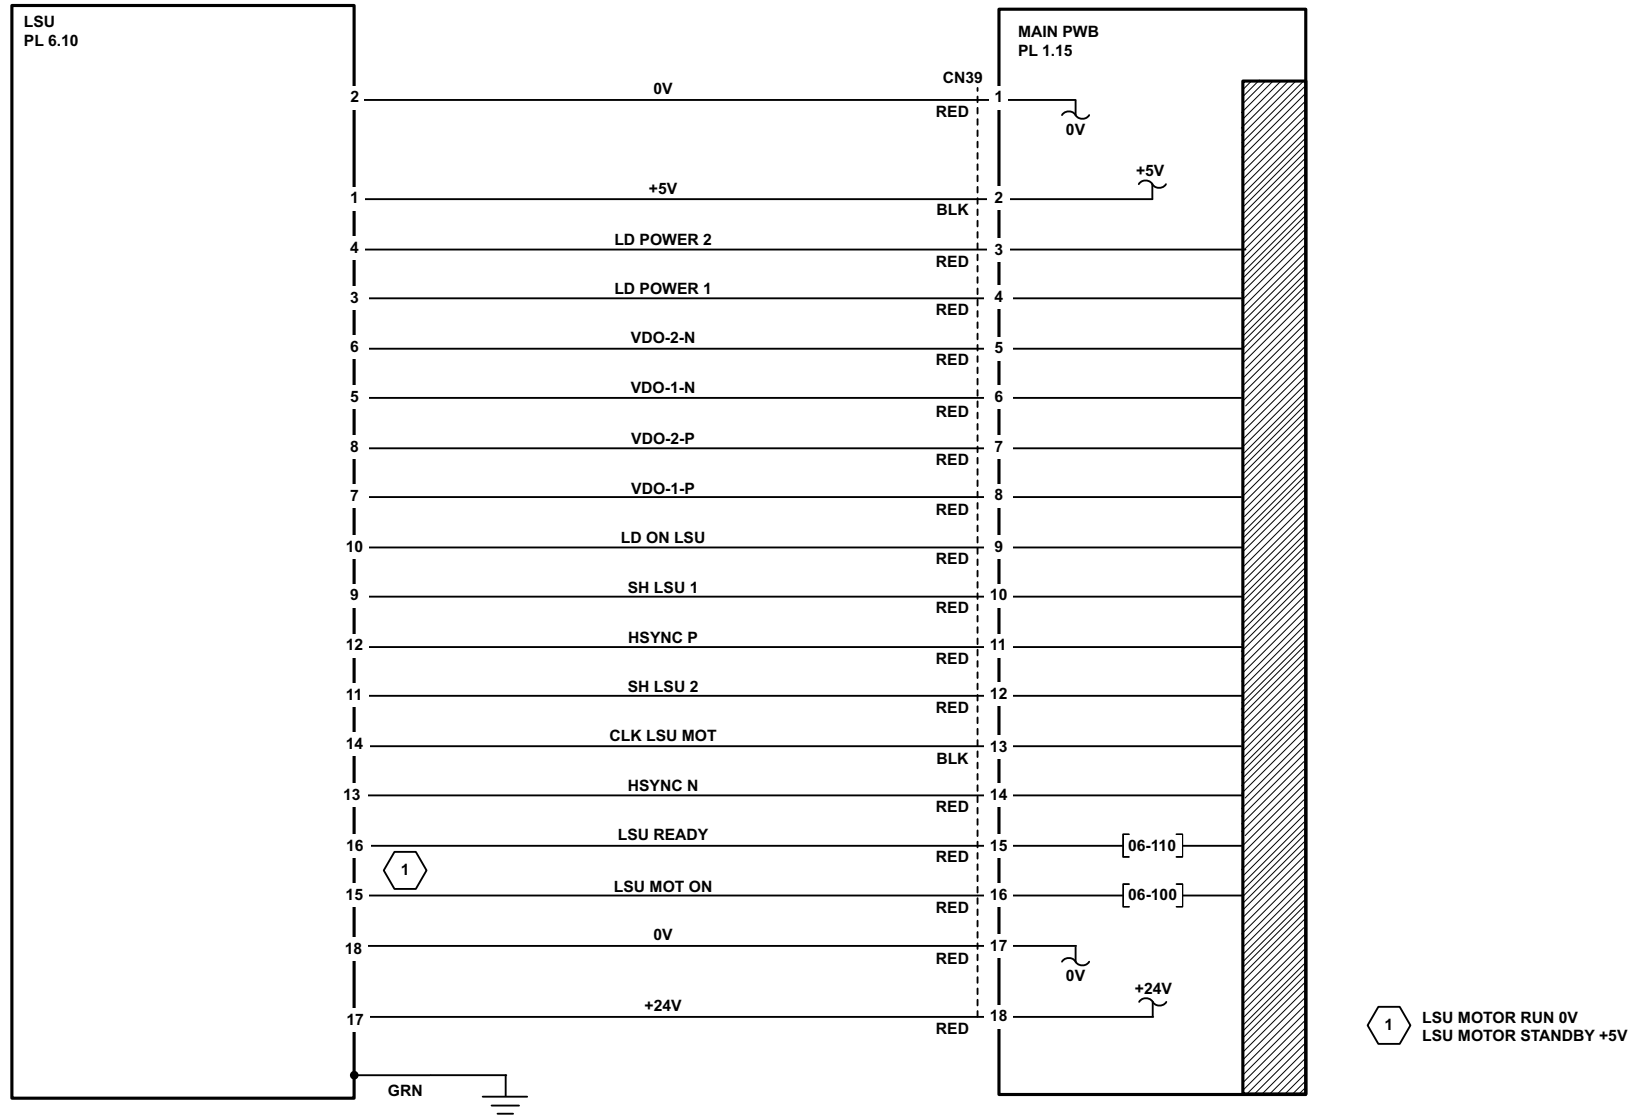 LSU
PL 6.10
MAIN PWB
PL 1.15
CN39
2 0V RED 1
0V
+5V
1 +5V BLK 2
4 LD POWER 2 RED 3
3 LD POWER 1 RED 4
6 VDO-2-N RED 5
5 VDO-1-N RED 6
8 VDO-2-P RED 7
7 VDO-1-P RED 8
10 LD ON LSU RED 9
9 SH LSU 1 RED 10
12 HSYNC P RED 11
11 SH LSU 2 RED 12
14 CLK LSU MOT BLK 13
13 HSYNC N RED 14
16 LSU READY RED 15 06-110
1
15 LSU MOT ON RED 16 06-100
18 0V RED 17
0V
+24V
17 +24V RED 18
GRN
1 LSU MOTOR RUN 0V
LSU MOTOR STANDBY +5V